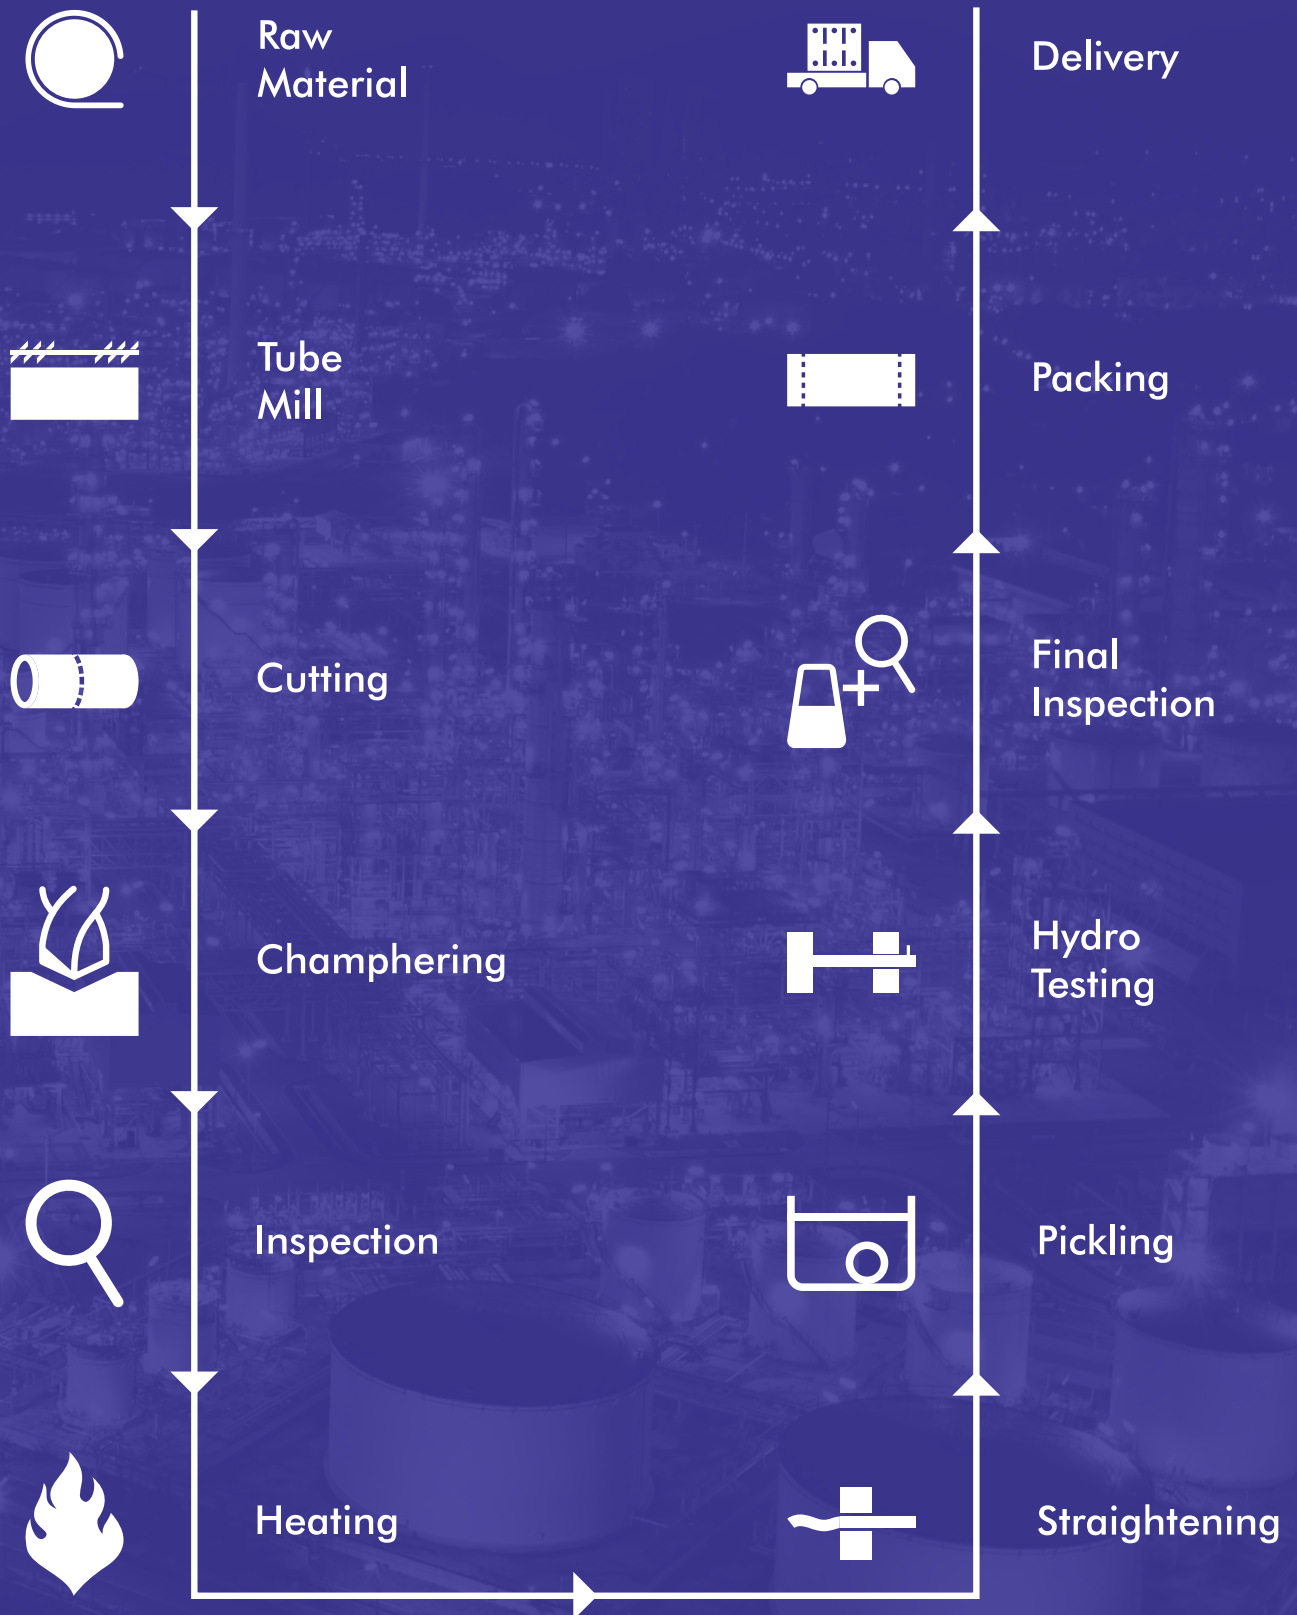 Raw
Material
Tube
Mill
Cutting
Champhering
Inspection
Heating
Straightening
Pickling
Hydro
Testing
Final
Inspection
Packing
Delivery